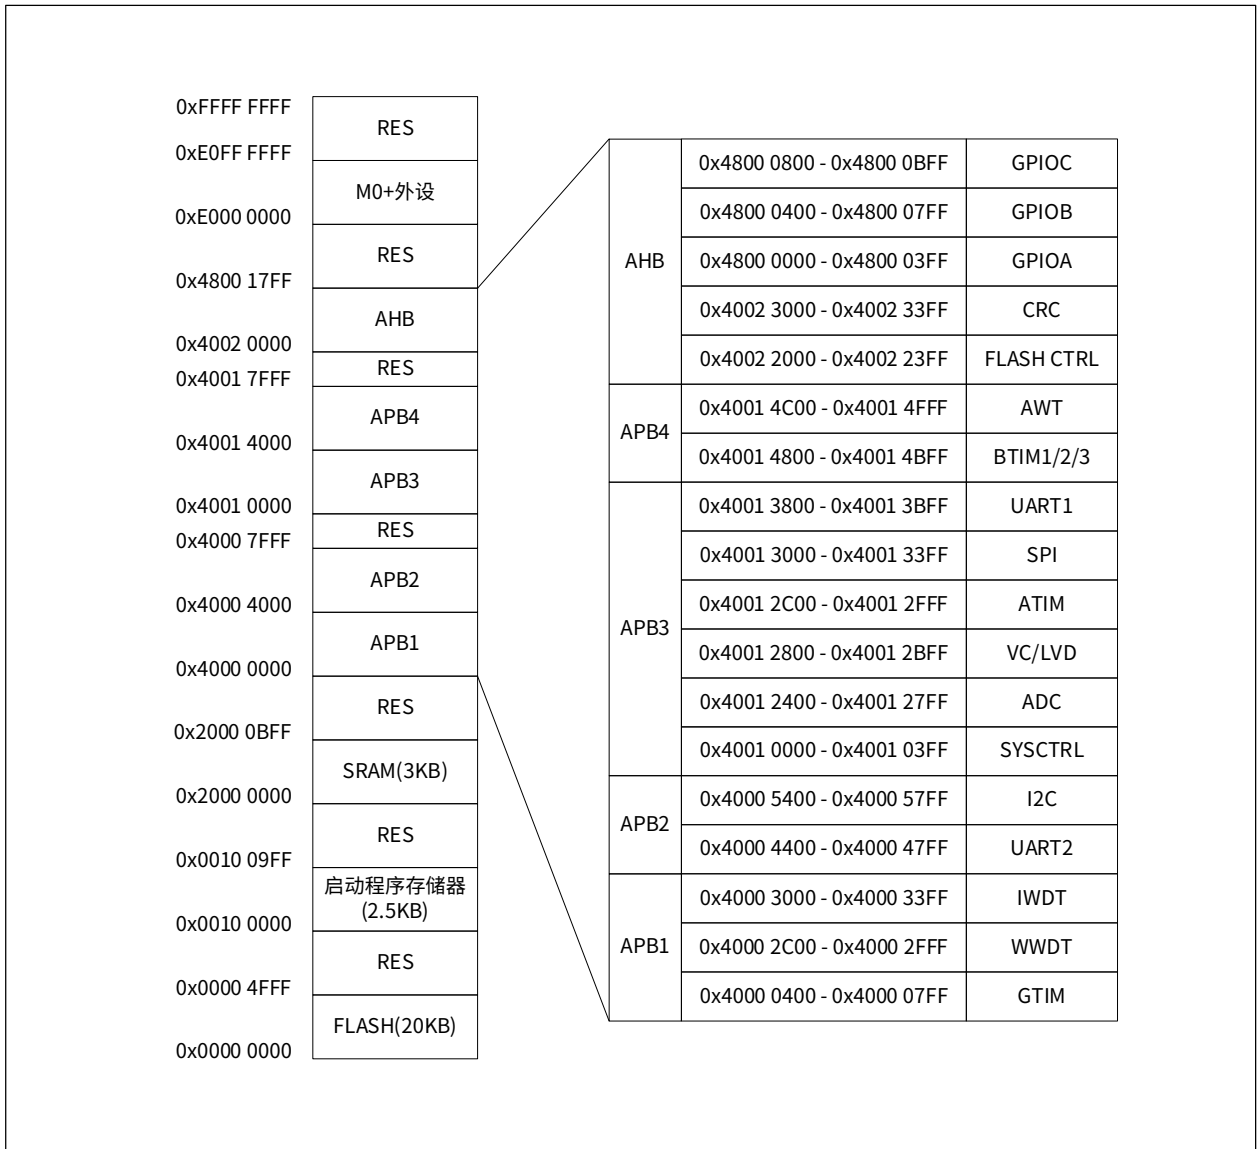 0xFFFF FFFF
RES
0xE0FF FFFF
M0+外设
0xE000 0000
RES
0x4800 17FF
AHB
0x4002 0000
RES
0x4001 7FFF
APB4
0x4001 4000
APB3
0x4001 0000
RES
0x4000 7FFF
APB2
0x4000 4000
APB1
0x4000 0000
RES
0x2000 0BFF
SRAM(3KB)
0x2000 0000
RES
0x0010 09FF
启动程序存储器
(2.5KB)
0x0010 0000
RES
0x0000 4FFF
FLASH(20KB)
0x0000 0000
AHB
0x4800 0800 - 0x4800 0BFF GPIOC
0x4800 0400 - 0x4800 07FF GPIOB
0x4800 0000 - 0x4800 03FF GPIOA
0x4002 3000 - 0x4002 33FF CRC
0x4002 2000 - 0x4002 23FF FLASH CTRL
APB4
0x4001 4C00 - 0x4001 4FFF AWT
0x4001 4800 - 0x4001 4BFF BTIM1/2/3
APB3
0x4001 3800 - 0x4001 3BFF UART1
0x4001 3000 - 0x4001 33FF SPI
0x4001 2C00 - 0x4001 2FFF ATIM
0x4001 2800 - 0x4001 2BFF VC/LVD
0x4001 2400 - 0x4001 27FF ADC
0x4001 0000 - 0x4001 03FF SYSCTRL
APB2
0x4000 5400 - 0x4000 57FF I2C
0x4000 4400 - 0x4000 47FF UART2
APB1
0x4000 3000 - 0x4000 33FF IWDT
0x4000 2C00 - 0x4000 2FFF WWDT
0x4000 0400 - 0x4000 07FF GTIM